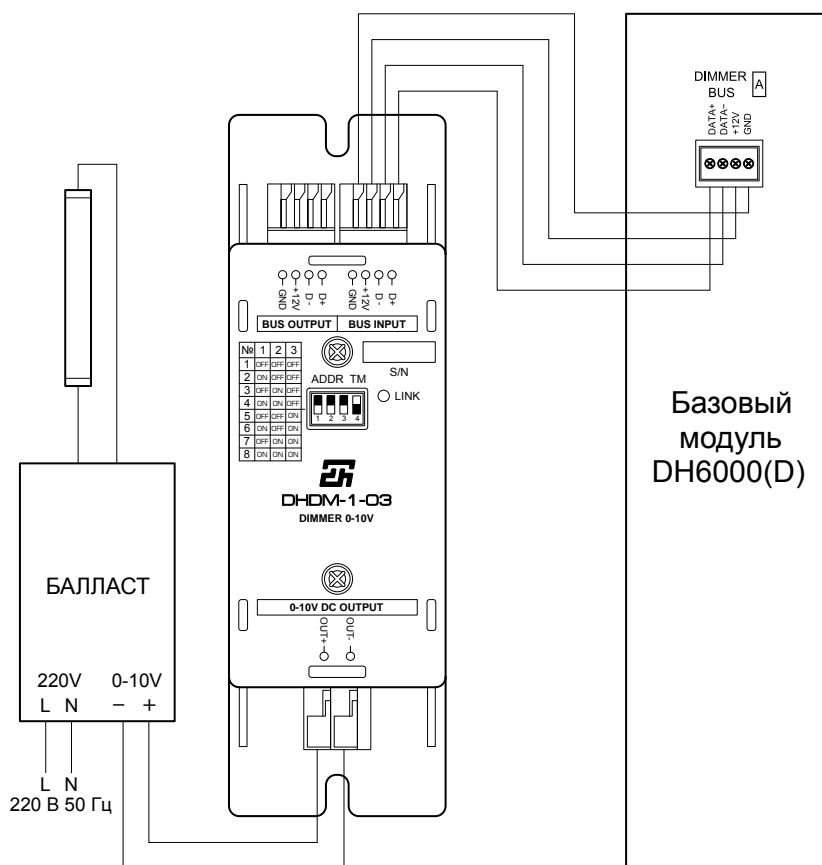 DIMMER
BUS
A
DATA+
DATA−
+12V
GND
GND
+12V
D-
D+
GND
+12V
D-
D+
BUS OUTPUT
BUS INPUT
№ 1 2 3
1 OFF OFF OFF
2 ON OFF OFF
3 OFF ON OFF
4 ON ON OFF
5 OFF OFF ON
6 ON OFF ON
7 OFF ON ON
8 ON ON ON
S/N
ADDR TM
LINK
1 2 3 4
DHDM-1-03
DIMMER 0-10V
Базовый
модуль
DH6000(D)
БАЛЛАСТ
0-10V DC OUTPUT
OUT+
OUT-
220V 0-10V
L N − +
L N
220 В 50 Гц